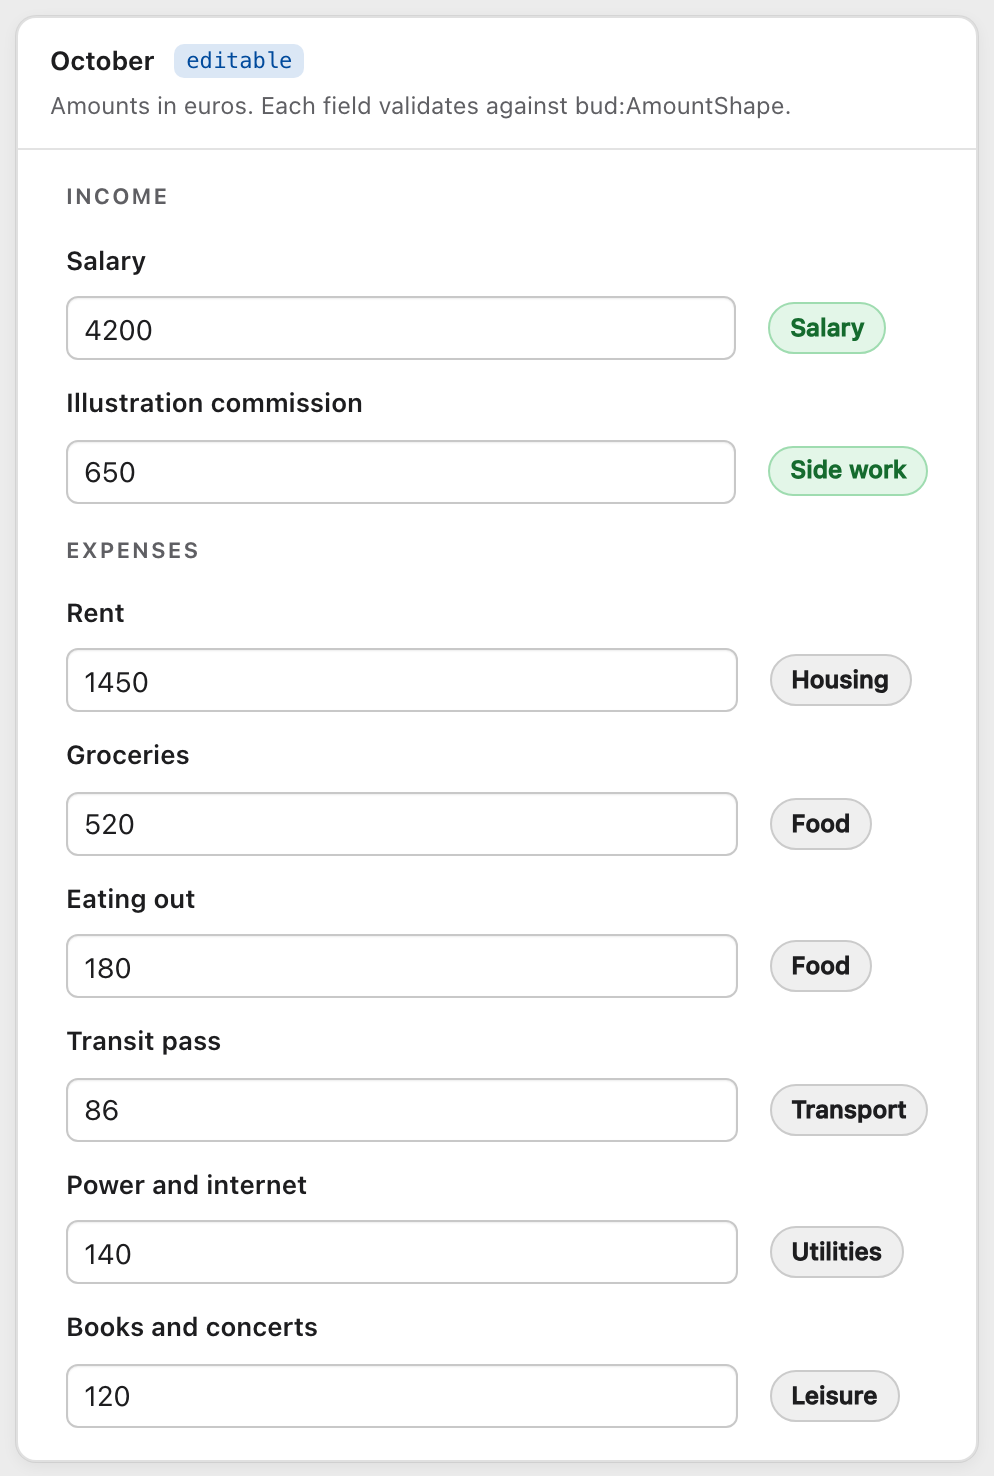 October editable
Amounts in euros. Each field validates against bud:AmountShape.
INCOME
Salary
4200 Salary
Illustration commission
650 Side work
EXPENSES
Rent
1450 Housing
Groceries
520 Food
Eating out
180 Food
Transit pass
86 Transport
Power and internet
140 Utilities
Books and concerts
120 Leisure